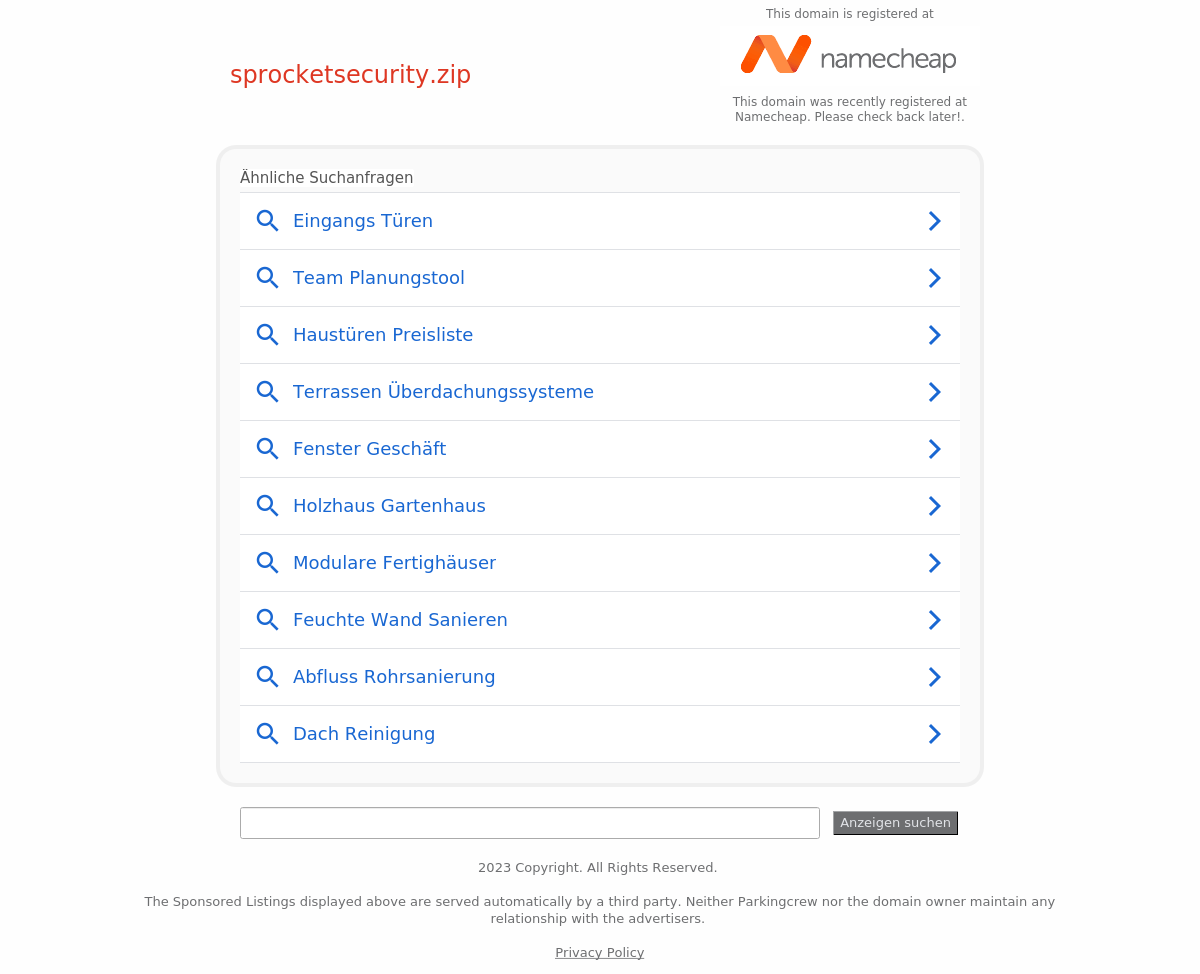 This domain is registered at
namecheap
sprocketsecurity.zip
This domain was recently registered at
Namecheap. Please check back later!.
Ähnliche Suchanfragen
Eingangs Türen
Team Planungstool
Haustüren Preisliste
Terrassen Überdachungssysteme
Fenster Geschäft
Holzhaus Gartenhaus
Modulare Fertighäuser
Feuchte Wand Sanieren
Abfluss Rohrsanierung
Dach Reinigung
Anzeigen suchen
2023 Copyright. All Rights Reserved.
The Sponsored Listings displayed above are served automatically by a third party. Neither Parkingcrew nor the domain owner maintain any
relationship with the advertisers.
Privacy Policy